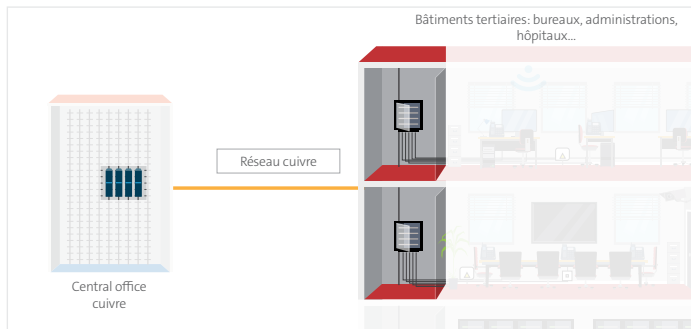 Bâtiments tertiaires: bureaux, administrations,
hôpitaux...
Réseau cuivre
Central office
cuivre